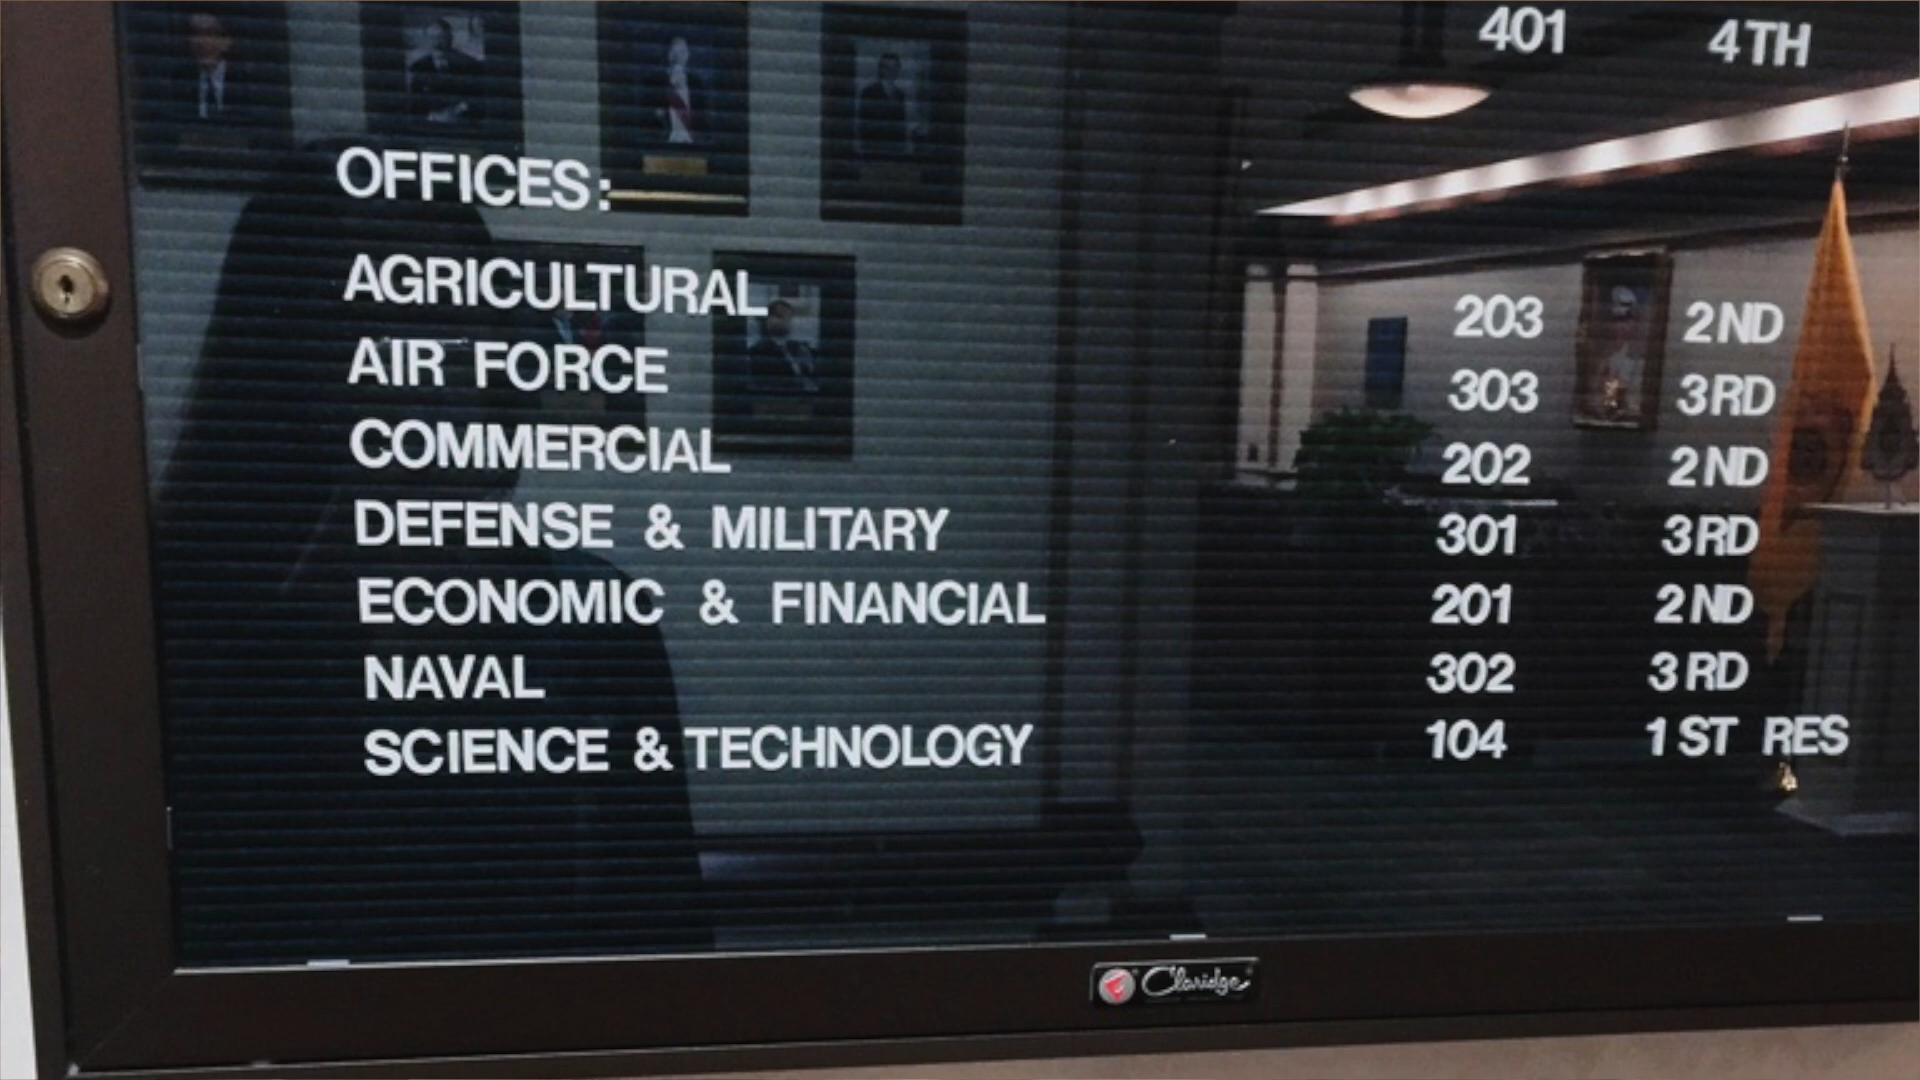 401 4TH
OFFICES:
AGRICULTURAL 203 2ND
AIR FORCE 303 3RD
COMMERCIAL 202 2ND
DEFENSE & MILITARY 301 3RD
ECONOMIC & FINANCIAL 201 2ND
NAVAL 302 3RD
SCIENCE & TECHNOLOGY 104 1ST RES
Claridge